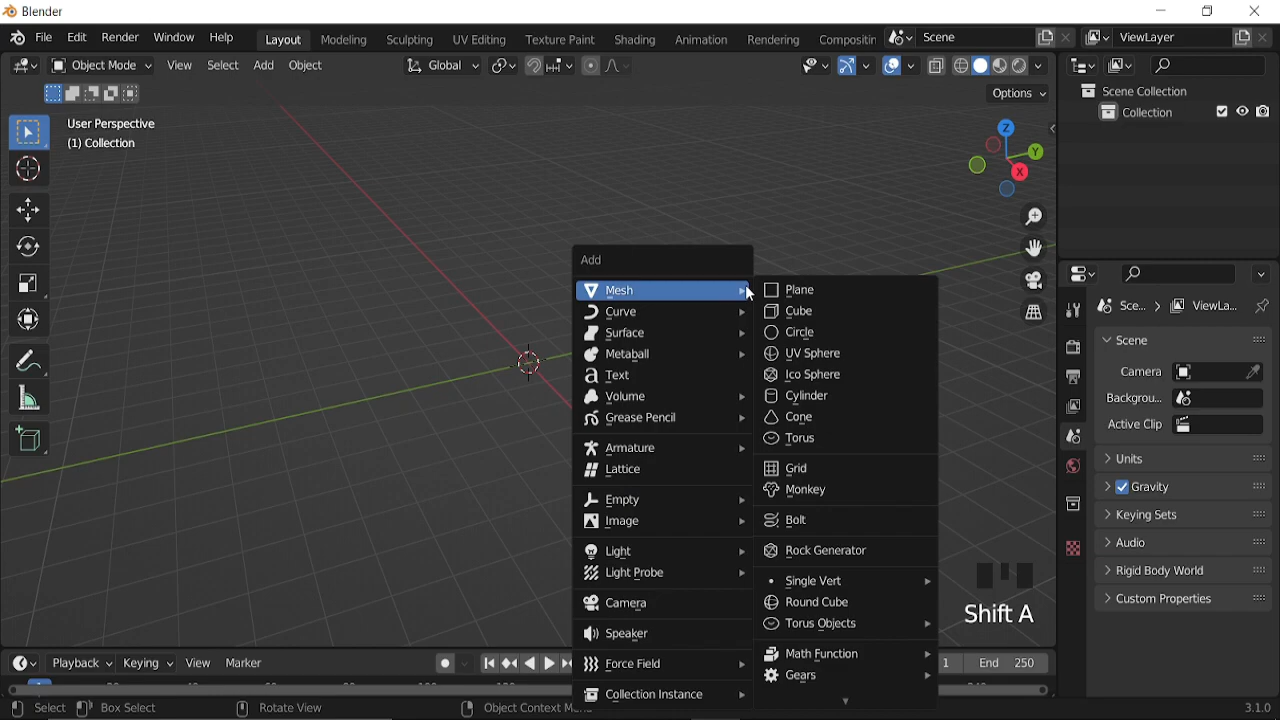 Blender
File Edit Render Window Help
Layout Modeling Sculpting UV Editing Texture Paint Shading Animation Rendering Compositin
Scene
ViewLayer
Object Mode View Select Add Object
Global
Options
User Perspective
(1) Collection
Z
Y
X
Scene Collection
Collection
Add
Mesh
Curve
Surface
Metaball
Text
Volume
Grease Pencil
Armature
Lattice
Empty
Image
Light
Light Probe
Camera
Speaker
Force Field
Collection Instance
Plane
Cube
Circle
UV Sphere
Ico Sphere
Cylinder
Cone
Torus
Grid
Monkey
Bolt
Rock Generator
Single Vert
Round Cube
Torus Objects
Math Function
Gears
Shift A
Sce... ViewLa...
Scene
Camera
Backgrou...
Active Clip
Units
Gravity
Keying Sets
Audio
Rigid Body World
Custom Properties
Playback Keying View Marker
1 End 250
Select Box Select Rotate View Object Context Menu
3.1.0